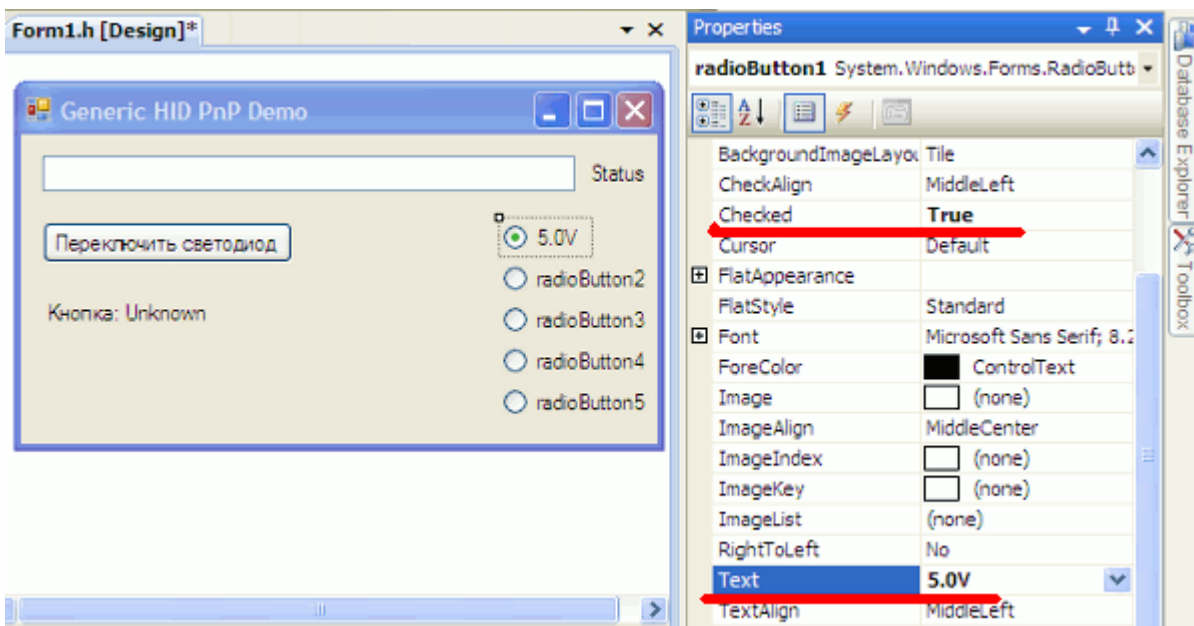 Form1.h [Design]*
Generic HID PnP Demo
Status
Переключить светодиод
5.0V
radioButton2
Кнопка: Unknown
radioButton3
radioButton4
radioButton5
Properties
radioButton1 System.Windows.Forms.RadioButt
BackgroundImageLayou Tile
CheckAlign MiddleLeft
Checked True
Cursor Default
FlatAppearance
FlatStyle Standard
Font Microsoft Sans Serif; 8.2
ForeColor ControlText
Image (none)
ImageAlign MiddleCenter
ImageIndex (none)
ImageKey (none)
ImageList (none)
RightToLeft No
Text 5.0V
TextAlign MiddleLeft
Database Explorer
Toolbox